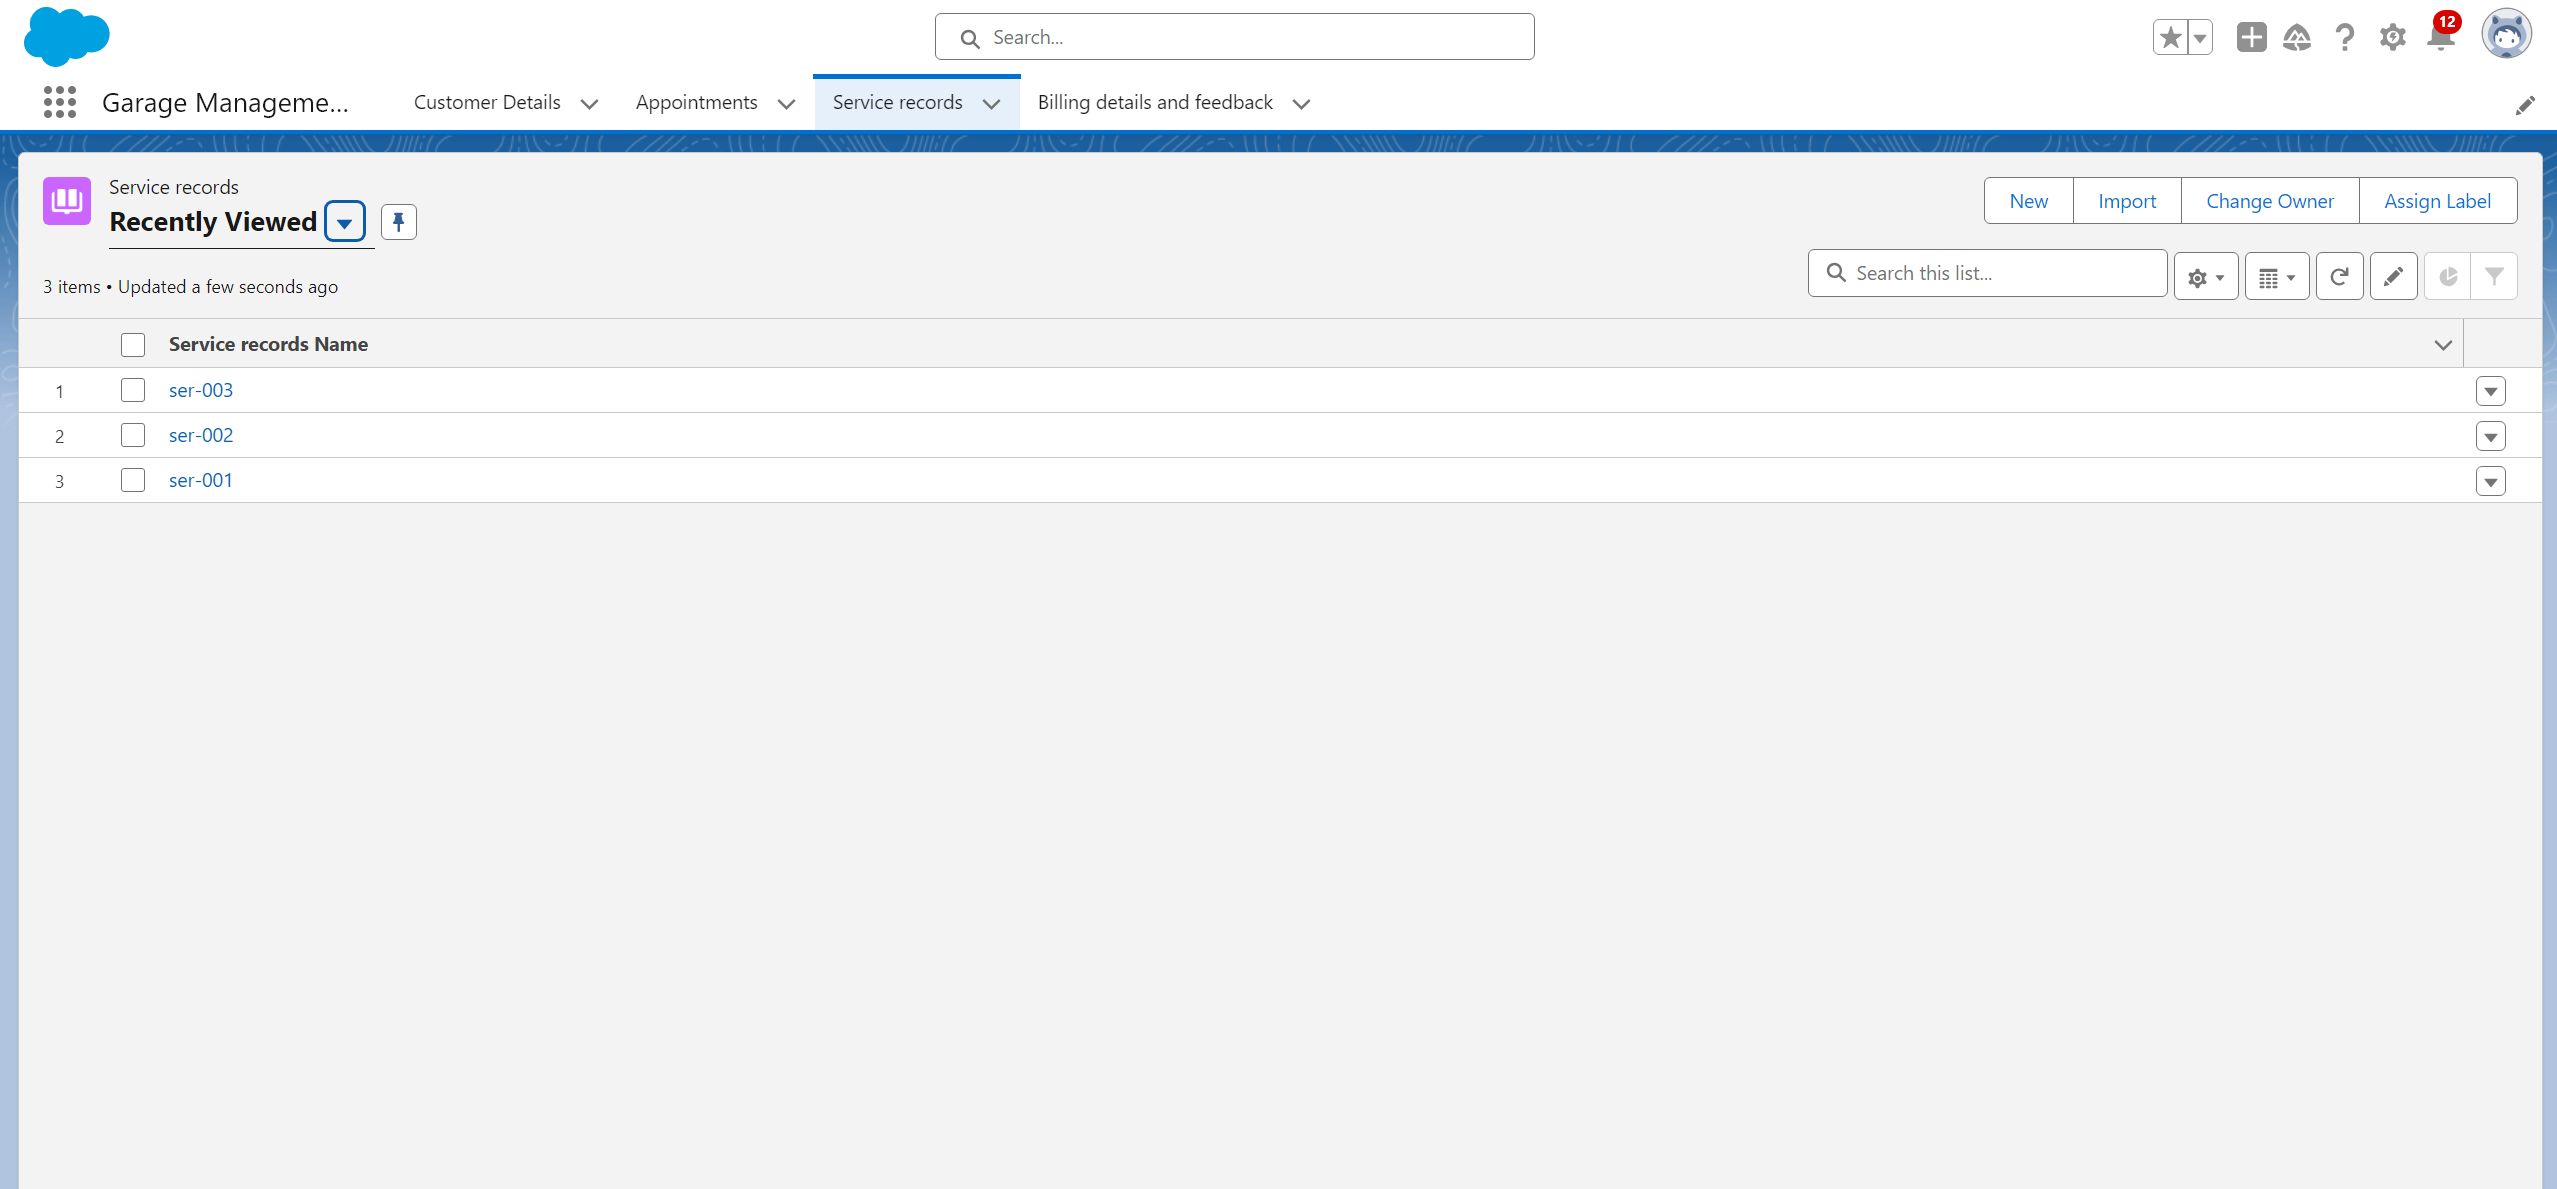 Search...
12
Garage Manageme...
Customer Details
Appointments
Service records
Billing details and feedback
Service records
Recently Viewed
New
Import
Change Owner
Assign Label
3 items • Updated a few seconds ago
Search this list...
Service records Name
1 ser-003
2 ser-002
3 ser-001